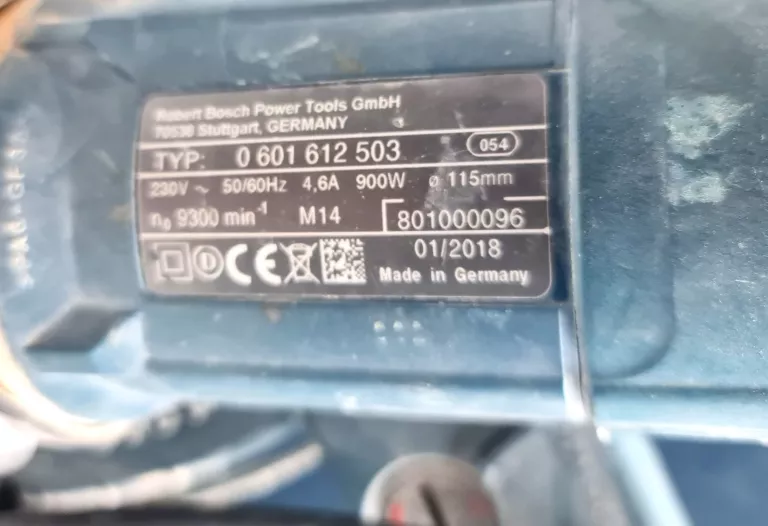 Robert Bosch Power Tools GmbH
70538 Stuttgart, GERMANY
TYP: 0 601 612 503 054
230V ~ 50/60Hz 4,6A 900W ø 115mm
n₀ 9300 min⁻¹ M14 801000096
CE 01/2018
Made in Germany